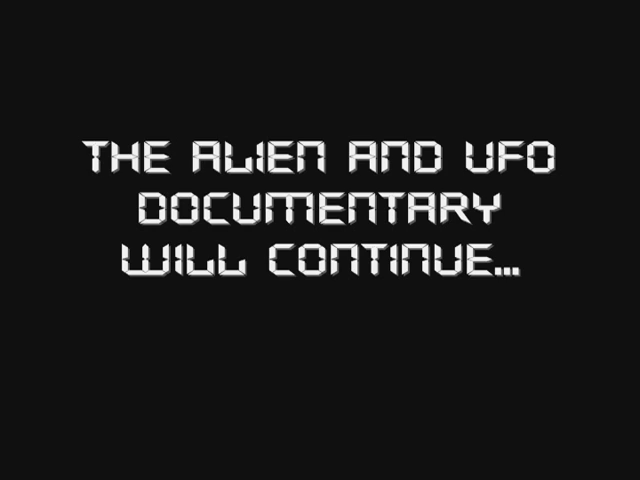 THE ALIEN AND UFO
DOCUMENTARY
WILL CONTINUE...